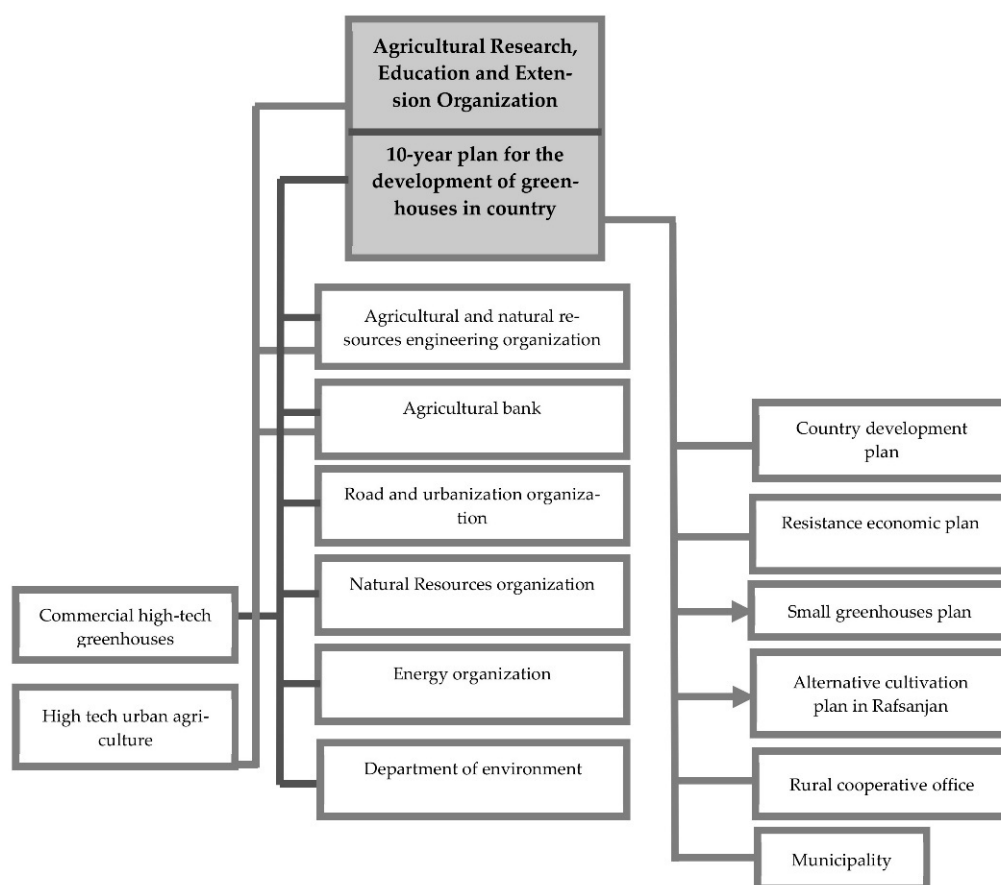 Agricultural Research,
Education and Exten-
sion Organization
10-year plan for the
development of green-
houses in country
Agricultural and natural re-
sources engineering organization
Agricultural bank
Road and urbanization organiza-
tion
Natural Resources organization
Energy organization
Department of environment
Commercial high-tech
greenhouses
High tech urban agri-
culture
Country development
plan
Resistance economic plan
Small greenhouses plan
Alternative cultivation
plan in Rafsanjan
Rural cooperative office
Municipality